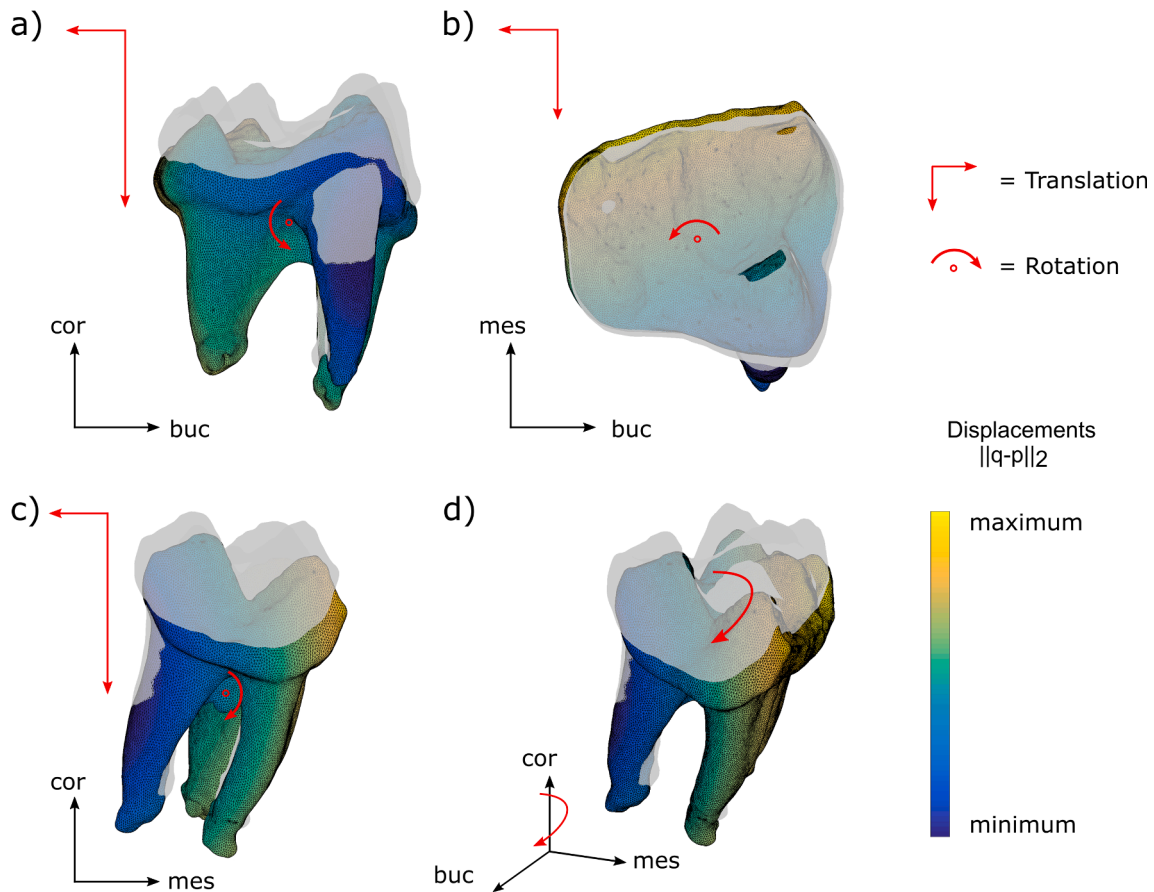 a)
b)
= Translation
= Rotation
cor
buc
mes
buc
Displacements
||q-p||2
maximum
minimum
c)
d)
cor
mes
cor
mes
buc